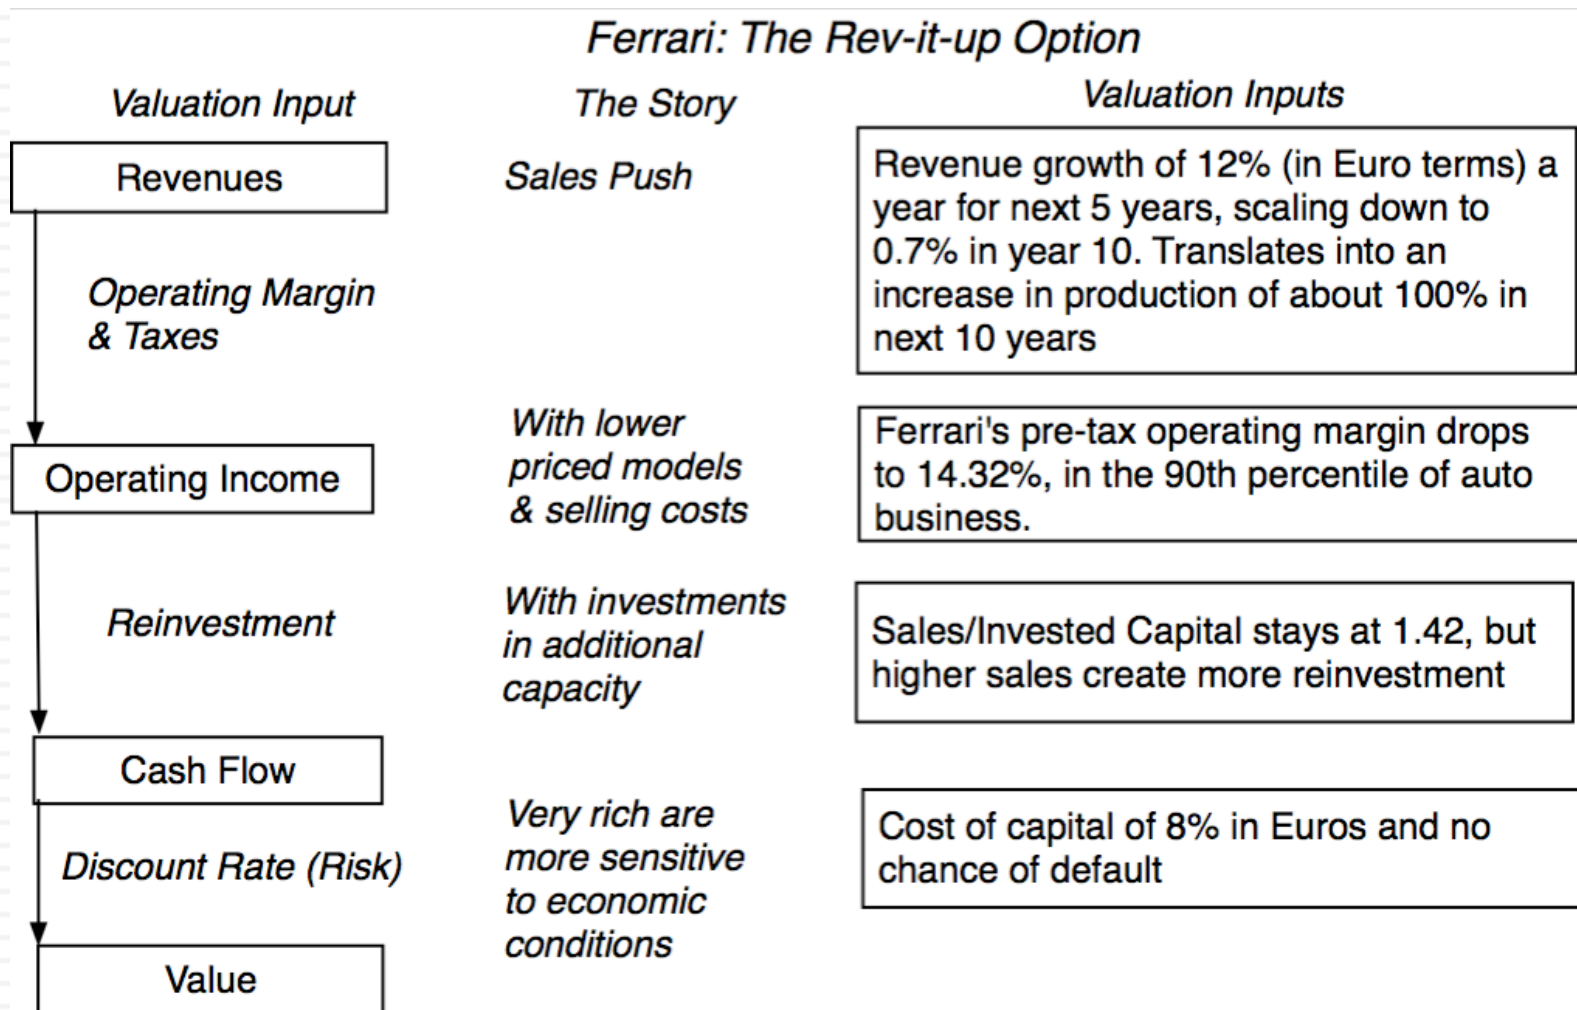 Ferrari: The Rev-it-up Option
Valuation Input
The Story
Valuation Inputs
Revenues
Sales Push
Revenue growth of 12% (in Euro terms) a
year for next 5 years, scaling down to
0.7% in year 10. Translates into an
increase in production of about 100% in
next 10 years
Operating Margin
& Taxes
Operating Income
With lower
priced models
& selling costs
Ferrari's pre-tax operating margin drops
to 14.32%, in the 90th percentile of auto
business.
Reinvestment
With investments
in additional
capacity
Sales/Invested Capital stays at 1.42, but
higher sales create more reinvestment
Cash Flow
Discount Rate (Risk)
Very rich are
more sensitive
to economic
conditions
Cost of capital of 8% in Euros and no
chance of default
Value